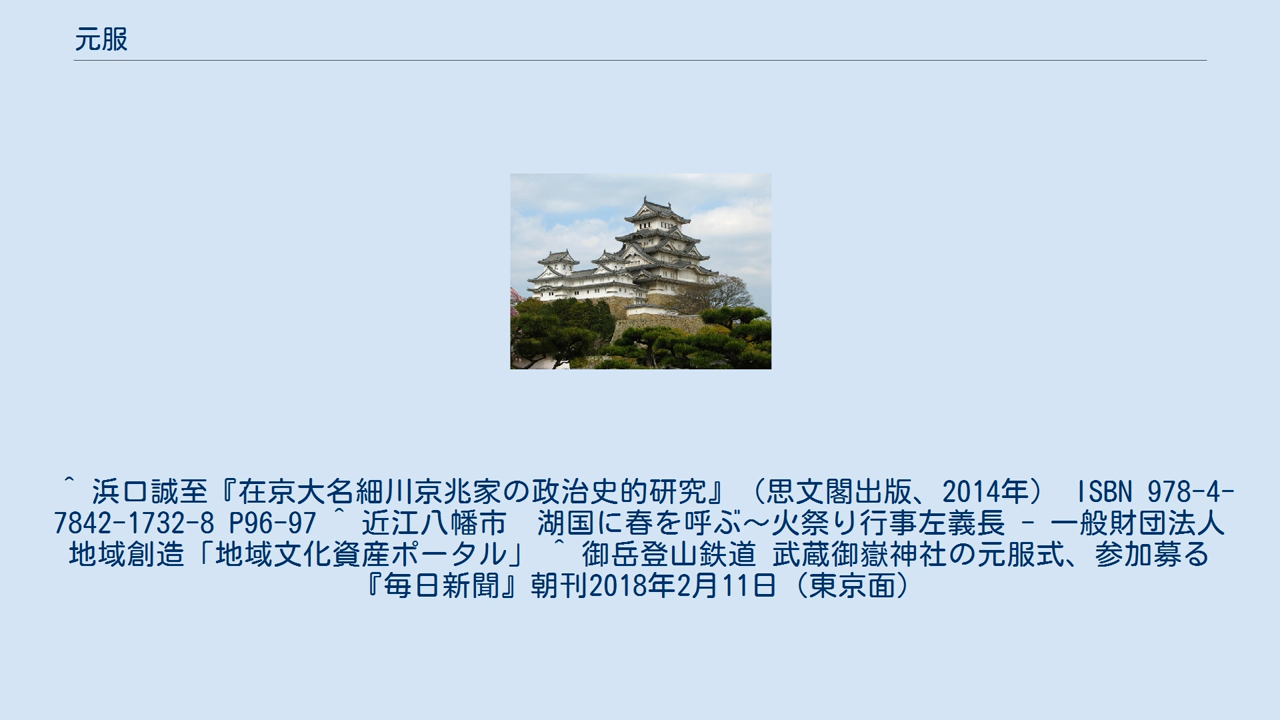 元服
^ 浜口誠至『在京大名細川京兆家の政治史的研究』（思文閣出版、2014年） ISBN 978-4-
7842-1732-8 P96-97 ^ 近江八幡市　湖国に春を呼ぶ～火祭り行事左義長 - 一般財団法人
地域創造「地域文化資産ポータル」 ^ 御岳登山鉄道 武蔵御嶽神社の元服式、参加募る
『毎日新聞』朝刊2018年2月11日（東京面）